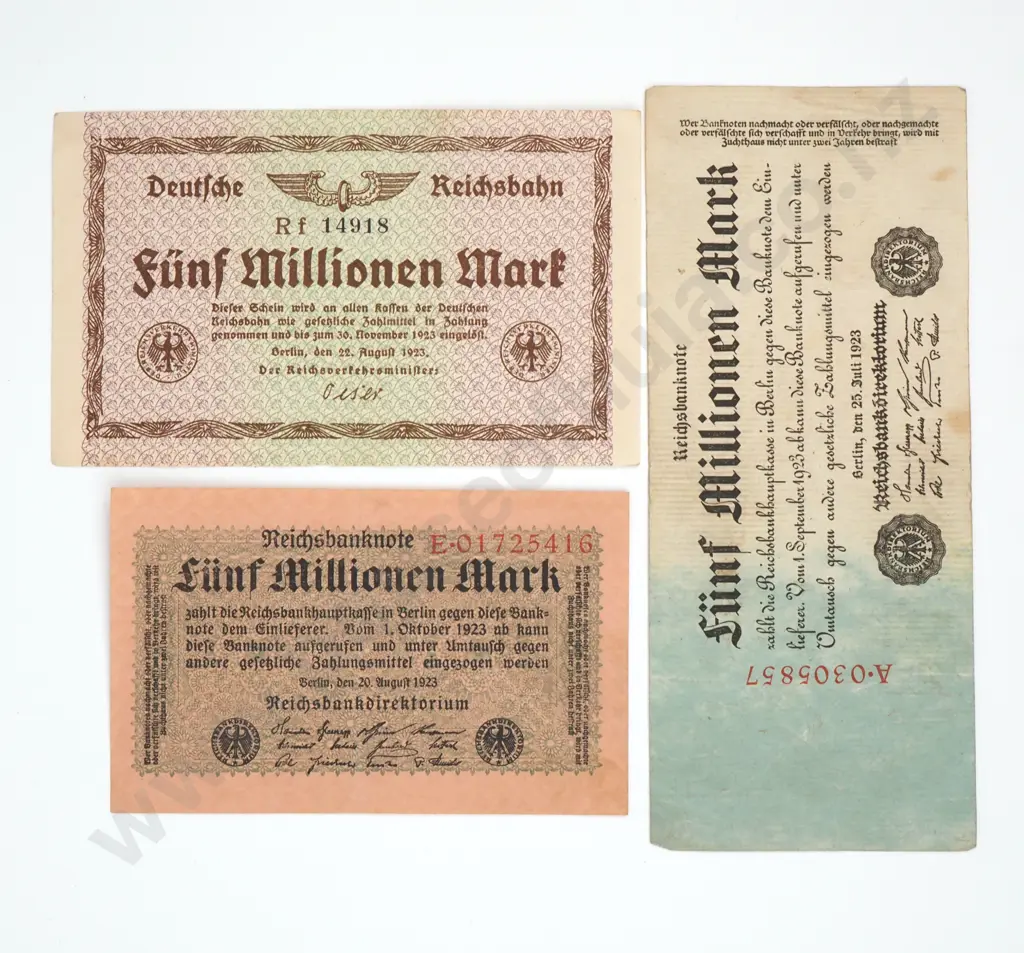 Deutsche Reichsbahn
Rf 14918
Fünf Millionen Mark
Dieser Schein wird an allen Kassen der Deutschen
Reichsbahn wie gesetzliche Zahlmittel in Zahlung
genommen und bis zum 30. November 1923 eingelöst.
Berlin, den 22. August 1923.
Der Reichsverkehrsminister:
Oeser
Reichsbanknote E·01725416
Fünf Millionen Mark
zahlt die Reichsbankhauptkasse in Berlin gegen diese Bank-
note dem Einlieferer. Vom 1. Oktober 1923 ab kann
diese Banknote aufgerufen und unter Umtausch gegen
andere gesetzliche Zahlungsmittel eingezogen werden
Berlin, den 20. August 1923
Reichsbankdirektorium
Wer Banknoten nachmacht oder verfälscht, oder nachgemachte
oder verfälschte sich verschafft und in Verkehr bringt, wird mit
Zuchthaus nicht unter zwei Jahren bestraft
Reichsbanknote
Fünf Millionen Mark
zahlt die Reichsbankhauptkasse in Berlin gegen diese Banknote dem Ein-
lieferer. Vom 1. September 1923 ab kann diese Banknote aufgerufen und unter
Umtausch gegen andere gesetzliche Zahlungsmittel eingezogen werden
Berlin, den 25. Juli 1923
Reichsbankdirektorium
A·0305857